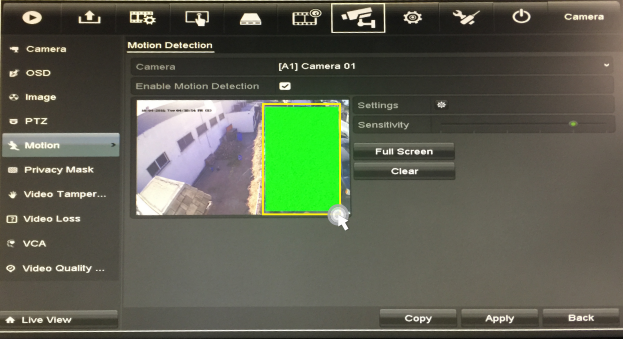 Camera
Motion Detection
Camera
Camera
[A1] Camera 01
OSD
Enable Motion Detection
Image
Settings
PTZ
Sensitivity
Motion
Full Screen
Privacy Mask
Clear
Video Tamper...
Video Loss
VCA
Video Quality ...
Live View
Copy
Apply
Back